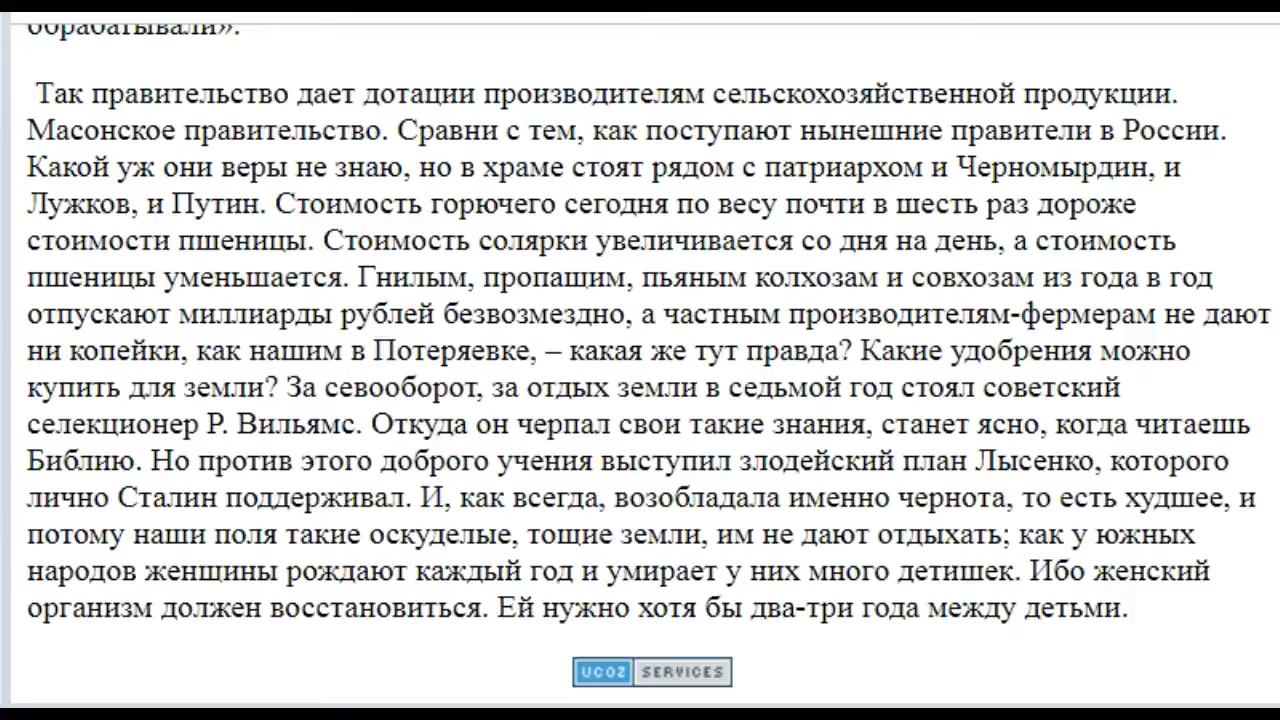 обрабатывали».
Так правительство дает дотации производителям сельскохозяйственной продукции.
Масонское правительство. Сравни с тем, как поступают нынешние правители в России.
Какой уж они веры не знаю, но в храме стоят рядом с патриархом и Черномырдин, и
Лужков, и Путин. Стоимость горючего сегодня по весу почти в шесть раз дороже
стоимости пшеницы. Стоимость солярки увеличивается со дня на день, а стоимость
пшеницы уменьшается. Гнилым, пропащим, пьяным колхозам и совхозам из года в год
отпускают миллиарды рублей безвозмездно, а частным производителям-фермерам не дают
ни копейки, как нашим в Потеряевке, – какая же тут правда? Какие удобрения можно
купить для земли? За севооборот, за отдых земли в седьмой год стоял советский
селекционер Р. Вильямс. Откуда он черпал свои такие знания, станет ясно, когда читаешь
Библию. Но против этого доброго учения выступил злодейский план Лысенко, которого
лично Сталин поддерживал. И, как всегда, возобладала именно чернота, то есть худшее, и
потому наши поля такие оскуделые, тощие земли, им не дают отдыхать; как у южных
народов женщины рождают каждый год и умирает у них много детишек. Ибо женский
организм должен восстановиться. Ей нужно хотя бы два-три года между детьми.
UCOZ SERVICES